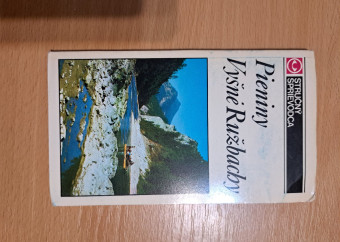 STRUČNÝ
SPRIEVODCA
Pieniny
Vyšné Ružbachy